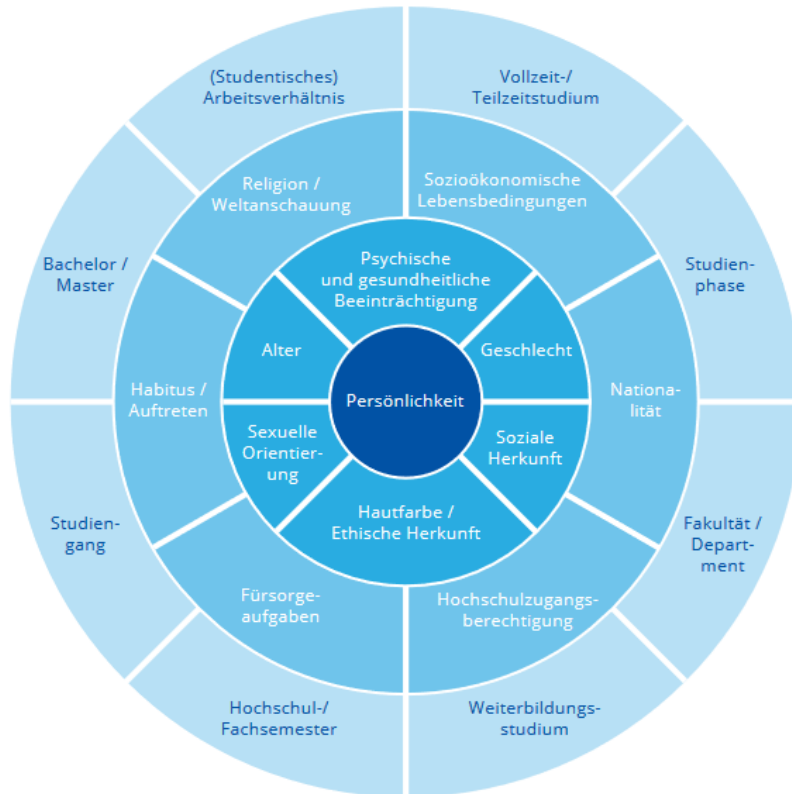 (Studentisches)
Arbeitsverhältnis
Vollzeit-/
Teilzeitstudium
Religion /
Weltanschauung
Sozioökonomische
Lebensbedingungen
Bachelor /
Master
Psychische
und gesundheitliche
Beeinträchtigung
Studien-
phase
Alter
Geschlecht
Habitus /
Auftreten
Persönlichkeit
Nationa-
lität
Sexuelle
Orientier-
ung
Soziale
Herkunft
Studien-
gang
Hautfarbe /
Ethische Herkunft
Fakultät /
Depart-
ment
Fürsorge-
aufgaben
Hochschulzugangs-
berechtigung
Hochschul-/
Fachsemester
Weiterbildungs-
studium